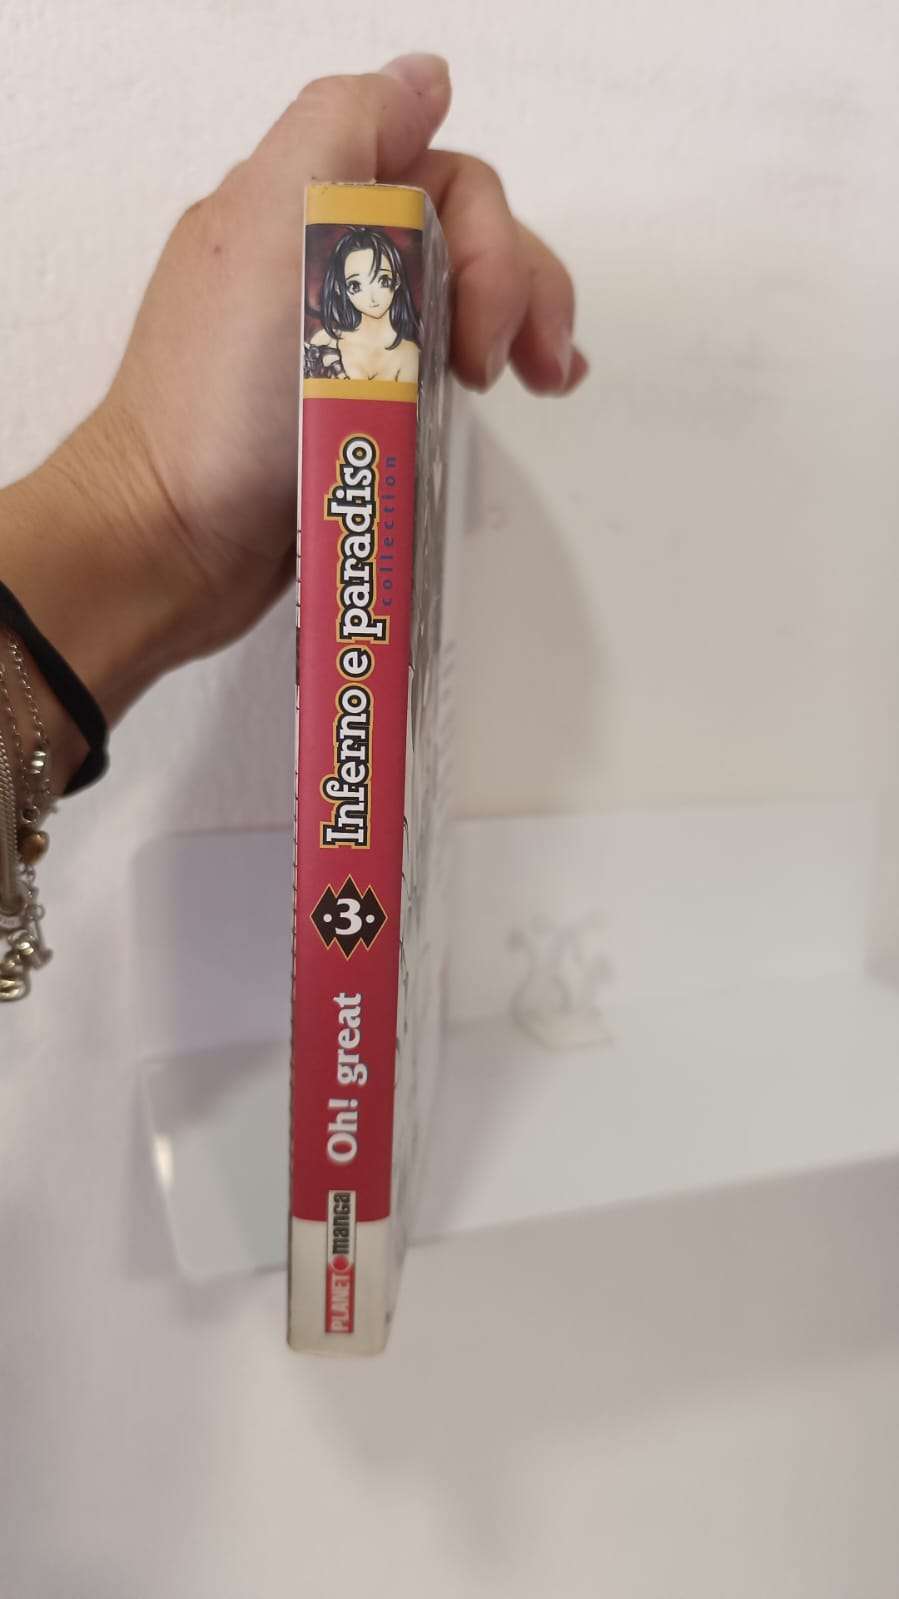 Inferno e paradiso
collection
·3·
Oh! great
PLANET manga